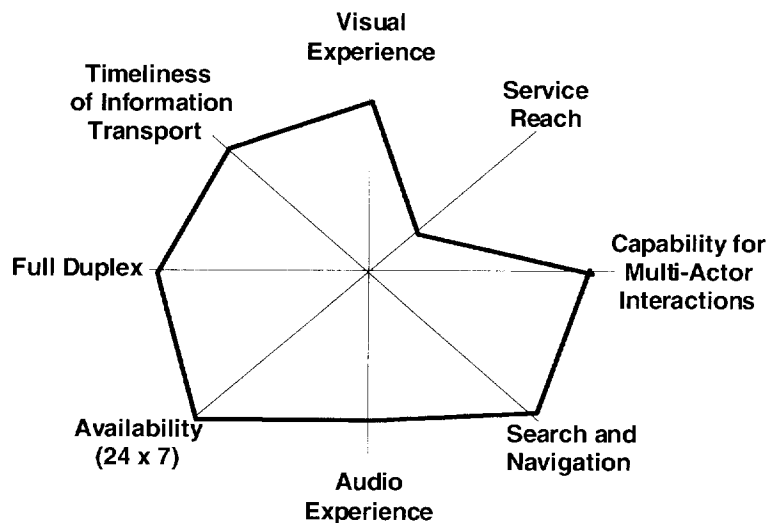 Visual
Experience
Timeliness
of Information
Transport
Service
Reach
Full Duplex
Capability for
Multi-Actor
Interactions
Availability
(24 x 7)
Search and
Navigation
Audio
Experience